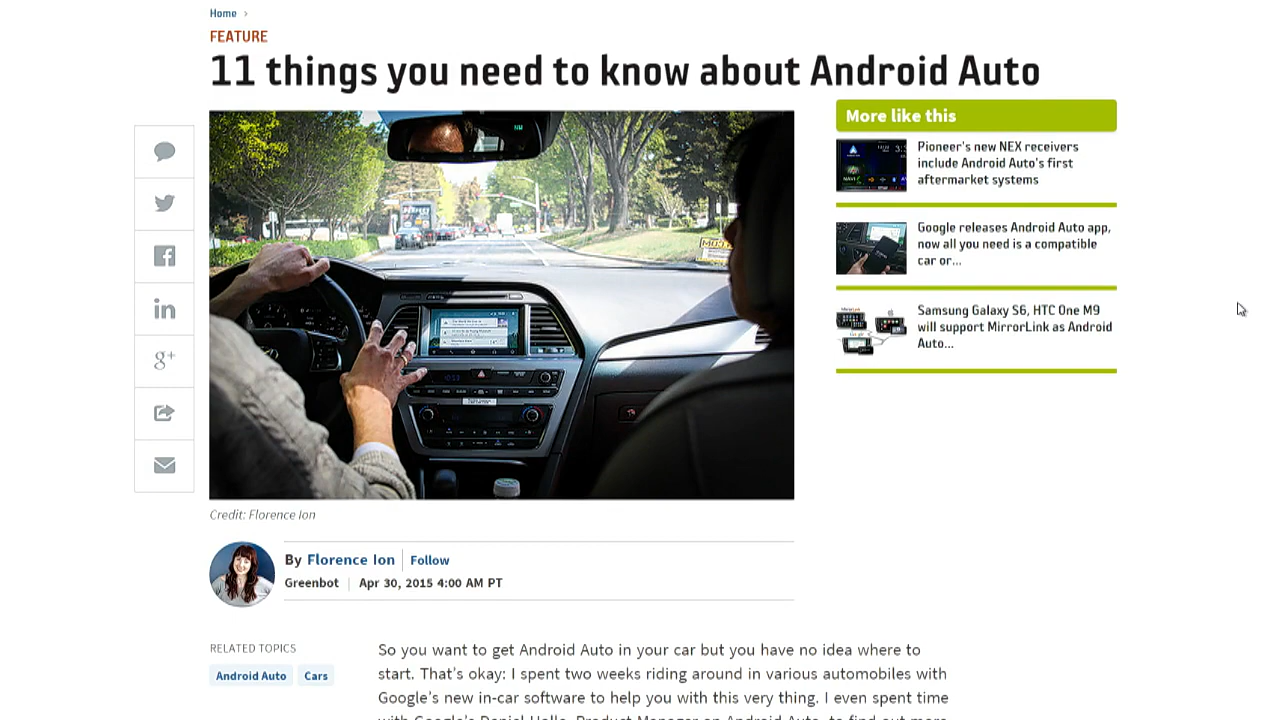 Home ›
FEATURE
11 things you need to know about Android Auto
More like this
Pioneer's new NEX receivers
include Android Auto's first
aftermarket systems
Google releases Android Auto app,
now all you need is a compatible
car or...
Samsung Galaxy S6, HTC One M9
will support MirrorLink as Android
Auto...
in
g+
Credit: Florence Ion
By Florence Ion | Follow
Greenbot | Apr 30, 2015 4:00 AM PT
RELATED TOPICS
Android Auto Cars
So you want to get Android Auto in your car but you have no idea where to
start. That's okay: I spent two weeks riding around in various automobiles with
Google's new in-car software to help you with this very thing. I even spent time